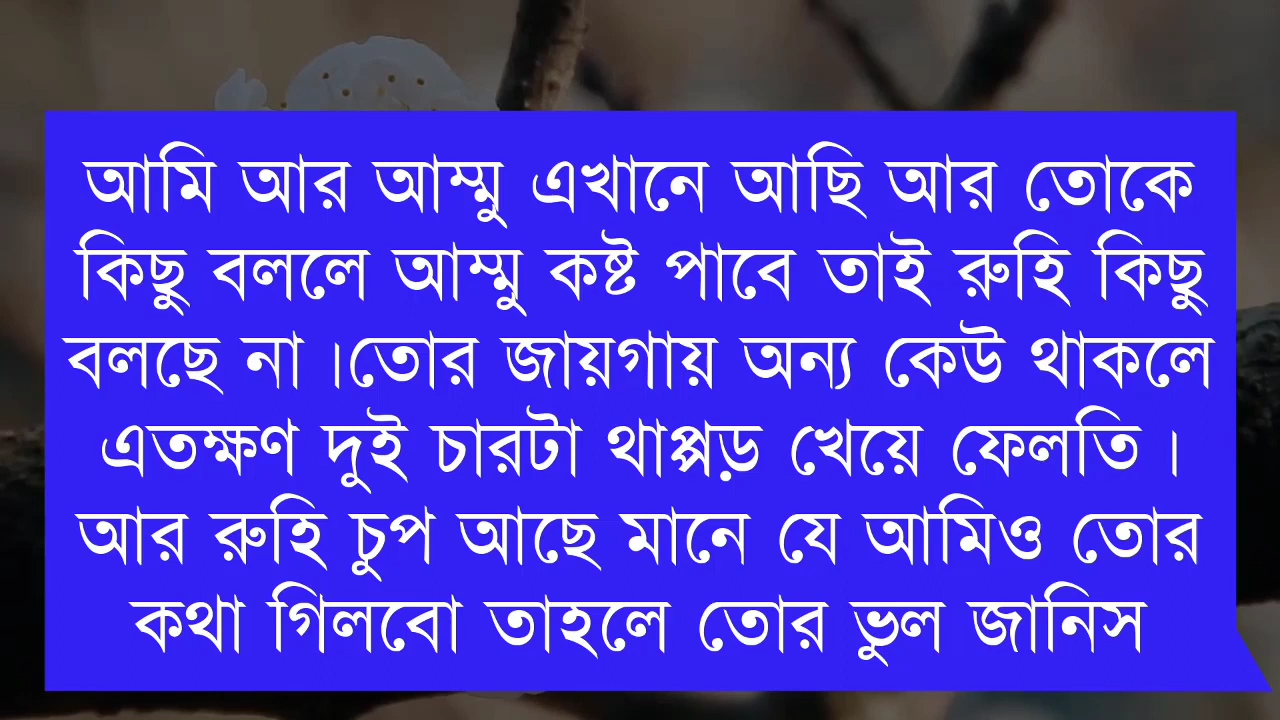 আমি আর আম্মু এখানে আছি আর তোকে
কিছু বললে আম্মু কষ্ট পাবে তাই রুহি কিছু
বলছে না।তোর জায়গায় অন্য কেউ থাকলে
এতক্ষণ দুই চারটা থাপ্পড় খেয়ে ফেলতি।
আর রুহি চুপ আছে মানে যে আমিও তোর
কথা গিলবো তাহলে তোর ভুল জানিস